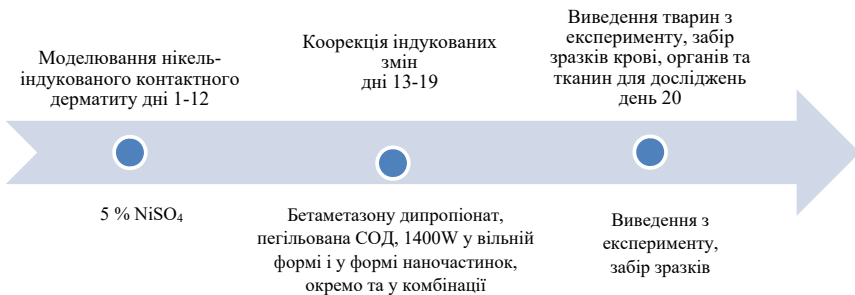 Моделювання нікель-
індукованого контактного
дерматиту дні 1-12
Коорекція індукованих
змін
дні 13-19
Виведення тварин з
експерименту, забір
зразків крові, органів та
тканин для досліджень
день 20
5 % NiSO₄
Бетаметазону дипропіонат,
пегільована СОД, 1400W у вільній
формі і у формі наночастинок,
окремо та у комбінації
Виведення з
експерименту,
забір зразків